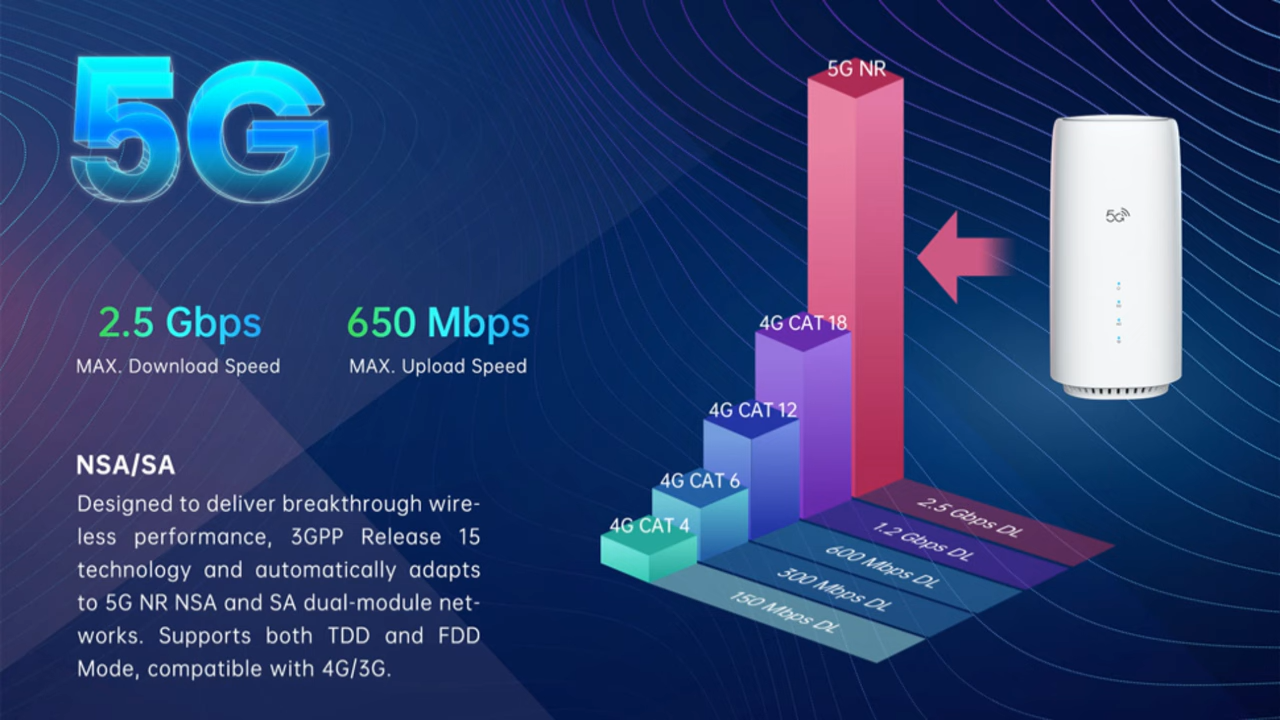 5G
2.5 Gbps
MAX. Download Speed
650 Mbps
MAX. Upload Speed
NSA/SA
Designed to deliver breakthrough wire-
less performance, 3GPP Release 15
technology and automatically adapts
to 5G NR NSA and SA dual-module net-
works. Supports both TDD and FDD
Mode, compatible with 4G/3G.
5G NR
4G CAT 18
4G CAT 12
4G CAT 6
4G CAT 4
2.5 Gbps DL
1.2 Gbps DL
600 Mbps DL
300 Mbps DL
150 Mbps DL
5G